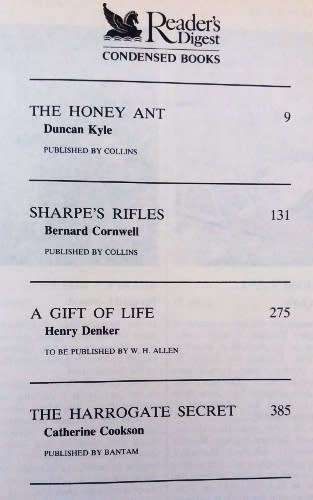 Reader's
Digest
CONDENSED BOOKS
THE HONEY ANT 9
Duncan Kyle
PUBLISHED BY COLLINS
SHARPE'S RIFLES 131
Bernard Cornwell
PUBLISHED BY COLLINS
A GIFT OF LIFE 275
Henry Denker
TO BE PUBLISHED BY W. H. ALLEN
THE HARROGATE SECRET 385
Catherine Cookson
PUBLISHED BY BANTAM